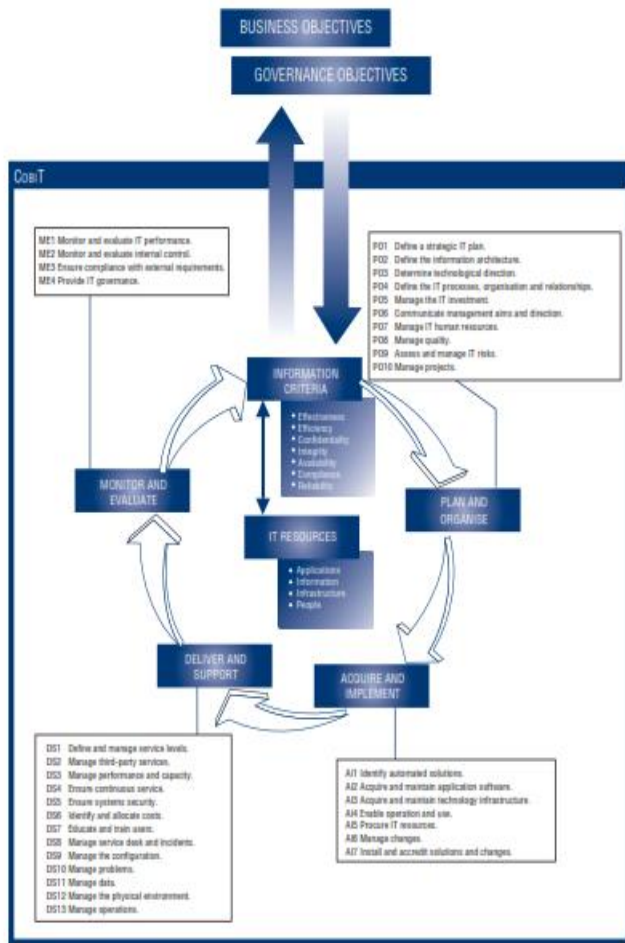 BUSINESS OBJECTIVES
GOVERNANCE OBJECTIVES
COBIT
ME1 Monitor and evaluate IT performance.
ME2 Monitor and evaluate internal control.
ME3 Ensure compliance with external requirements.
ME4 Provide IT governance.
PO1 Define a strategic IT plan.
PO2 Define the information architecture.
PO3 Determine technological direction.
PO4 Define the IT processes, organisation and relationships.
PO5 Manage the IT investment.
PO6 Communicate management aims and direction.
PO7 Manage IT human resources.
PO8 Manage quality.
PO9 Assess and manage IT risks.
PO10 Manage projects.
INFORMATION
CRITERIA
• Effectiveness
• Efficiency
• Confidentiality
• Integrity
• Availability
• Compliance
• Reliability
MONITOR AND
EVALUATE
PLAN AND
ORGANISE
IT RESOURCES
• Applications
• Information
• Infrastructure
• People
DELIVER AND
SUPPORT
ACQUIRE AND
IMPLEMENT
DS1 Define and manage service levels.
DS2 Manage third-party services.
DS3 Manage performance and capacity.
DS4 Ensure continuous service.
DS5 Ensure systems security.
DS6 Identify and allocate costs.
DS7 Educate and train users.
DS8 Manage service desk and incidents.
DS9 Manage the configuration.
DS10 Manage problems.
DS11 Manage data.
DS12 Manage the physical environment.
DS13 Manage operations.
AI1 Identify automated solutions.
AI2 Acquire and maintain application software.
AI3 Acquire and maintain technology infrastructure.
AI4 Enable operation and use.
AI5 Procure IT resources.
AI6 Manage changes.
AI7 Install and accredit solutions and changes.